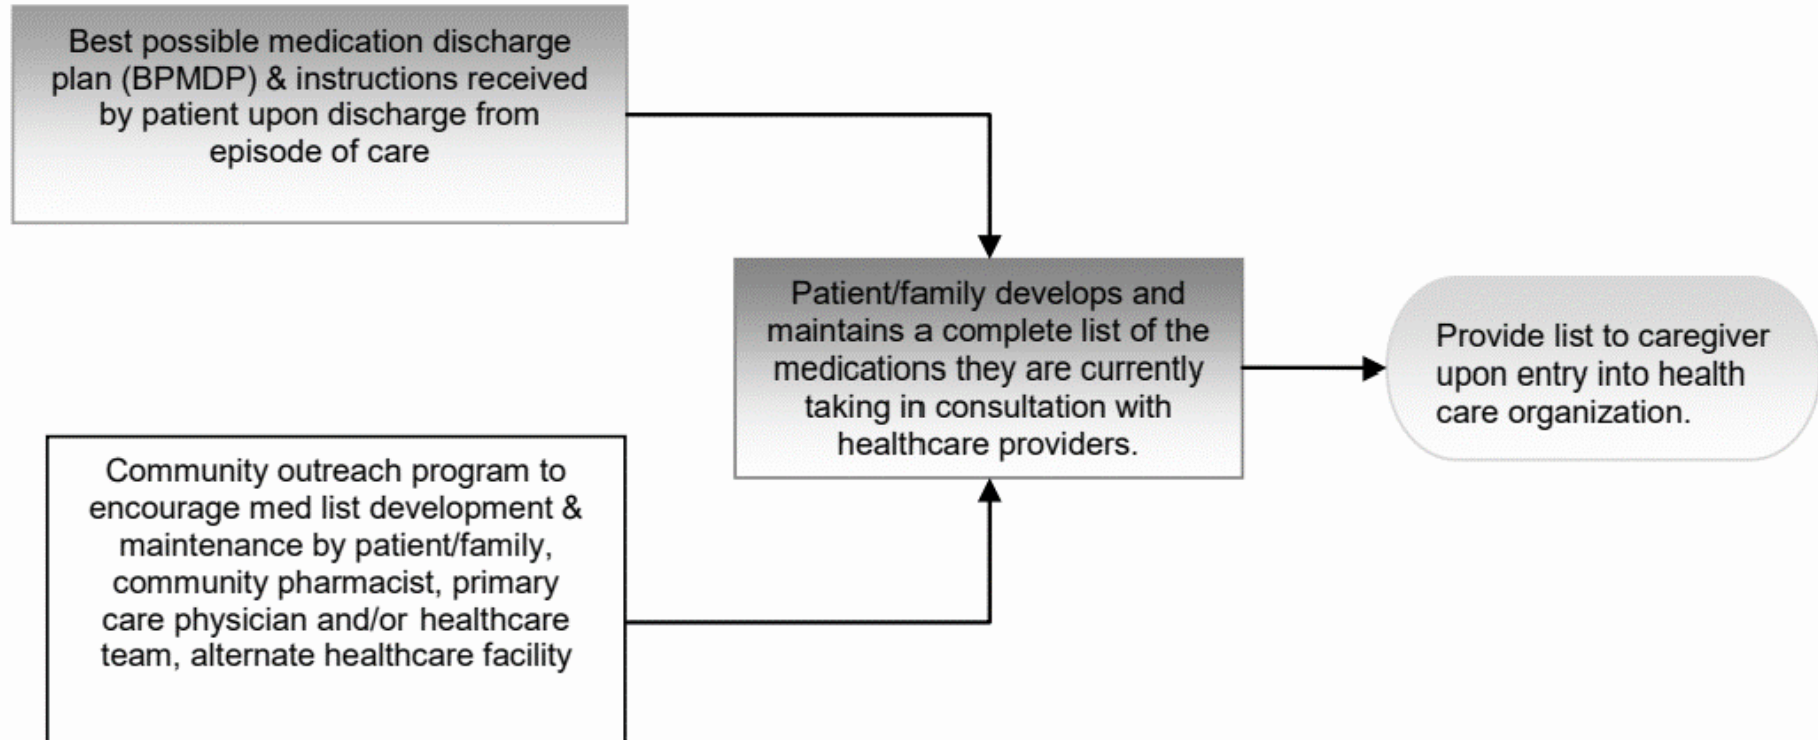 Best possible medication discharge
plan (BPMDP) & instructions received
by patient upon discharge from
episode of care
Patient/family develops and
maintains a complete list of the
medications they are currently
taking in consultation with
healthcare providers.
Provide list to caregiver
upon entry into health
care organization.
Community outreach program to
encourage med list development &
maintenance by patient/family,
community pharmacist, primary
care physician and/or healthcare
team, alternate healthcare facility